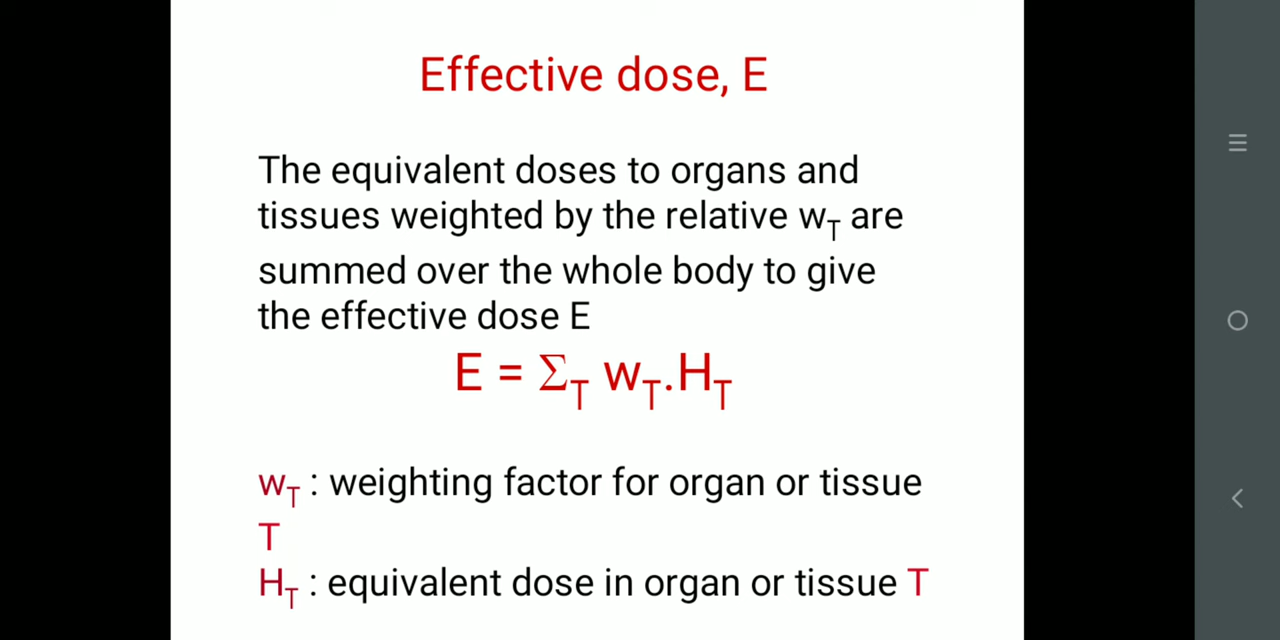 Effective dose, E
The equivalent doses to organs and
tissues weighted by the relative w_T are
summed over the whole body to give
the effective dose E
E = Σ_T w_T.H_T
w_T : weighting factor for organ or tissue
T
H_T : equivalent dose in organ or tissue T